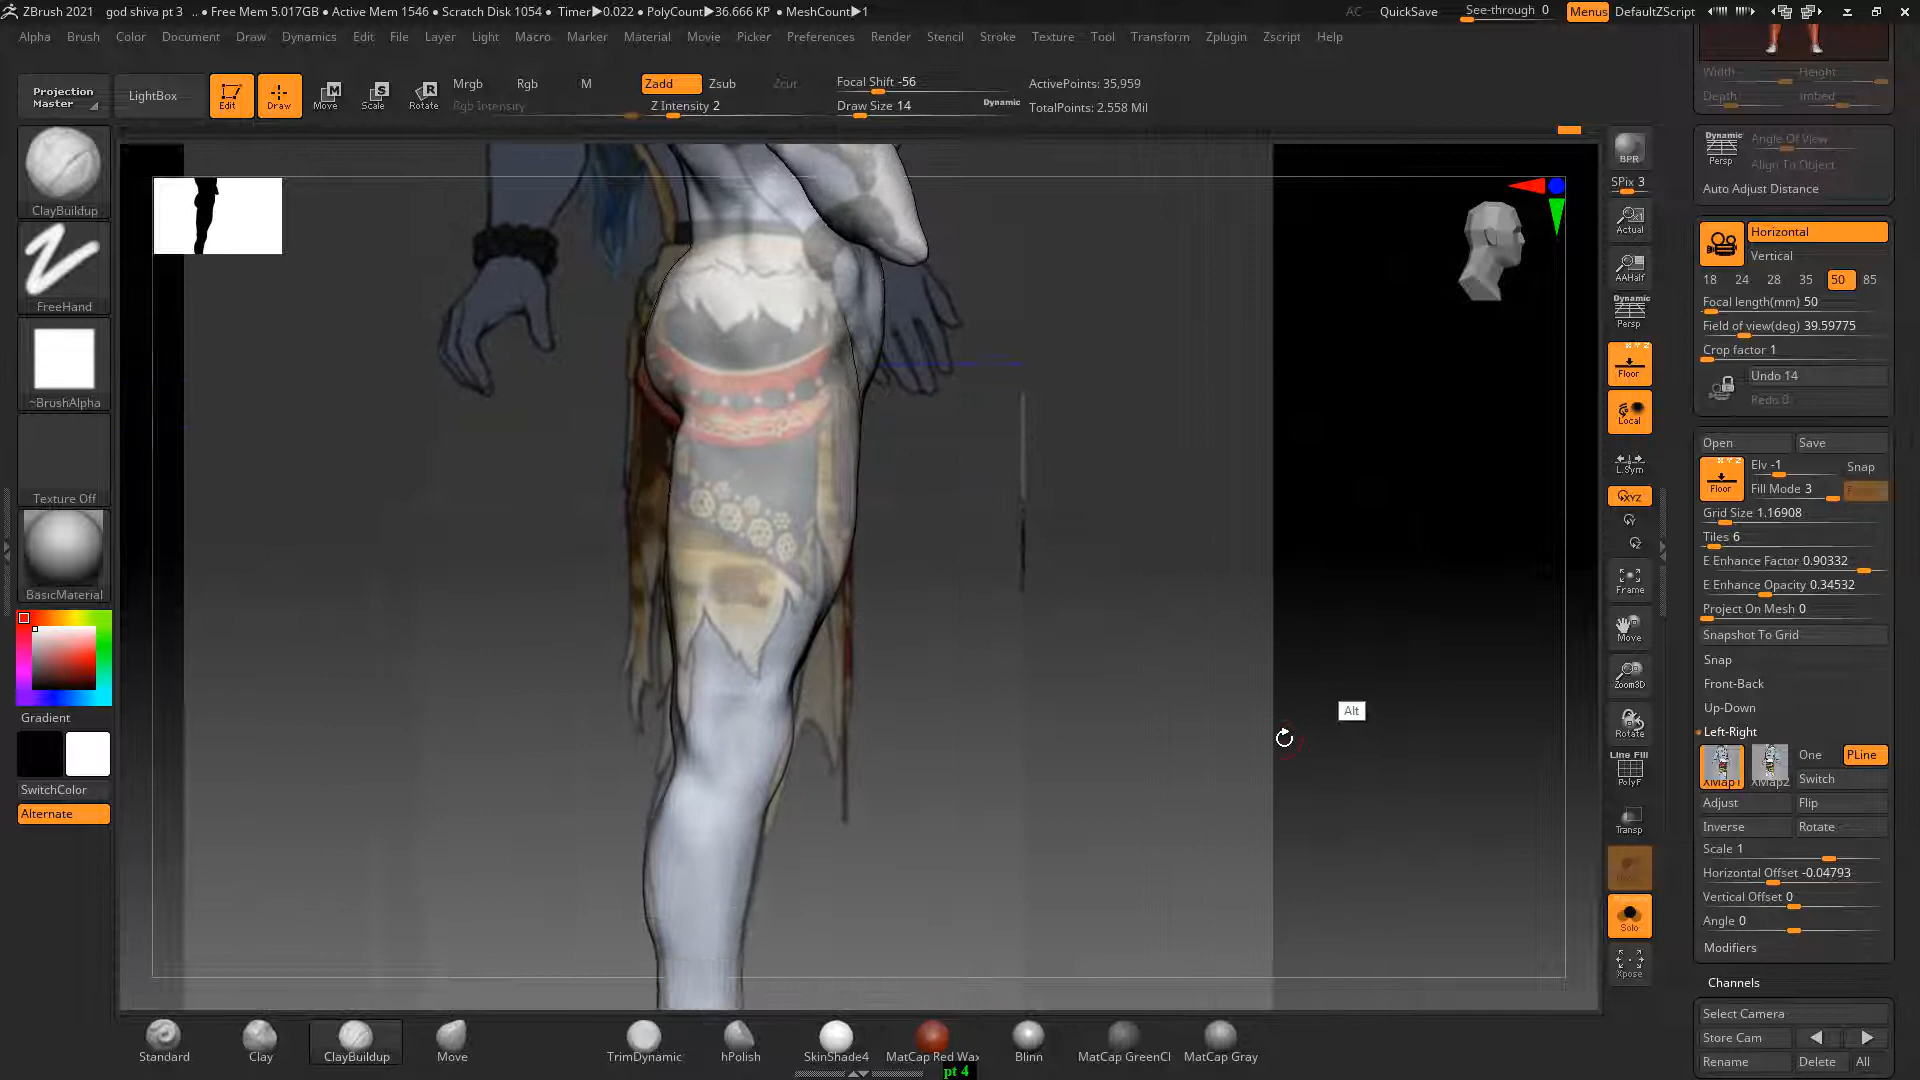 ZBrush 2021 god shiva pt 3 .. • Free Mem 5.017GB • Active Mem 1546 • Scratch Disk 1054 • Timer▶0.022 • PolyCount▶36.666 KP • MeshCount▶1 AC QuickSave See-through 0 Menus DefaultZScript
Alpha Brush Color Document Draw Dynamics Edit File Layer Light Macro Marker Material Movie Picker Preferences Render Stencil Stroke Texture Tool Transform Zplugin Zscript Help
Projection Master
LightBox
Edit
Draw
Move
Scale
Rotate
Mrgb Rgb M
Rgb Intensity
Zadd Zsub Zcut
Z Intensity 2
Focal Shift -56
Draw Size 14
Dynamic
ActivePoints: 35,959
TotalPoints: 2.558 Mil
ClayBuildup
FreeHand
~BrushAlpha
Texture Off
BasicMaterial
Gradient
SwitchColor
Alternate
Alt
BPR
SPix 3
Actual
AAHalf
Dynamic
Persp
Floor
Local
L.Sym
XYZ
Frame
Move
Zoom3D
Rotate
Line Fill
PolyF
Transp
Solo
Xpose
Width Height
Depth Imbed
Dynamic
Persp
Angle Of View
Align To Object
Auto Adjust Distance
Horizontal
Vertical
18 24 28 35 50 85
Focal length(mm) 50
Field of view(deg) 39.59775
Crop factor 1
Undo 14
Redo 0
Open Save
Floor
Elv -1 Snap
Fill Mode 3
Grid Size 1.16908
Tiles 6
E Enhance Factor 0.90332
E Enhance Opacity 0.34532
Project On Mesh 0
Snapshot To Grid
Snap
Front-Back
Up-Down
Left-Right
XMap1 XMap2
One PLine
Switch
Adjust Flip
Inverse Rotate
Scale 1
Horizontal Offset -0.04793
Vertical Offset 0
Angle 0
Modifiers
Channels
Select Camera
Store Cam
Rename Delete All
Standard Clay ClayBuildup Move TrimDynamic hPolish SkinShade4 MatCap Red Wax Blinn MatCap GreenCl MatCap Gray
pt 4